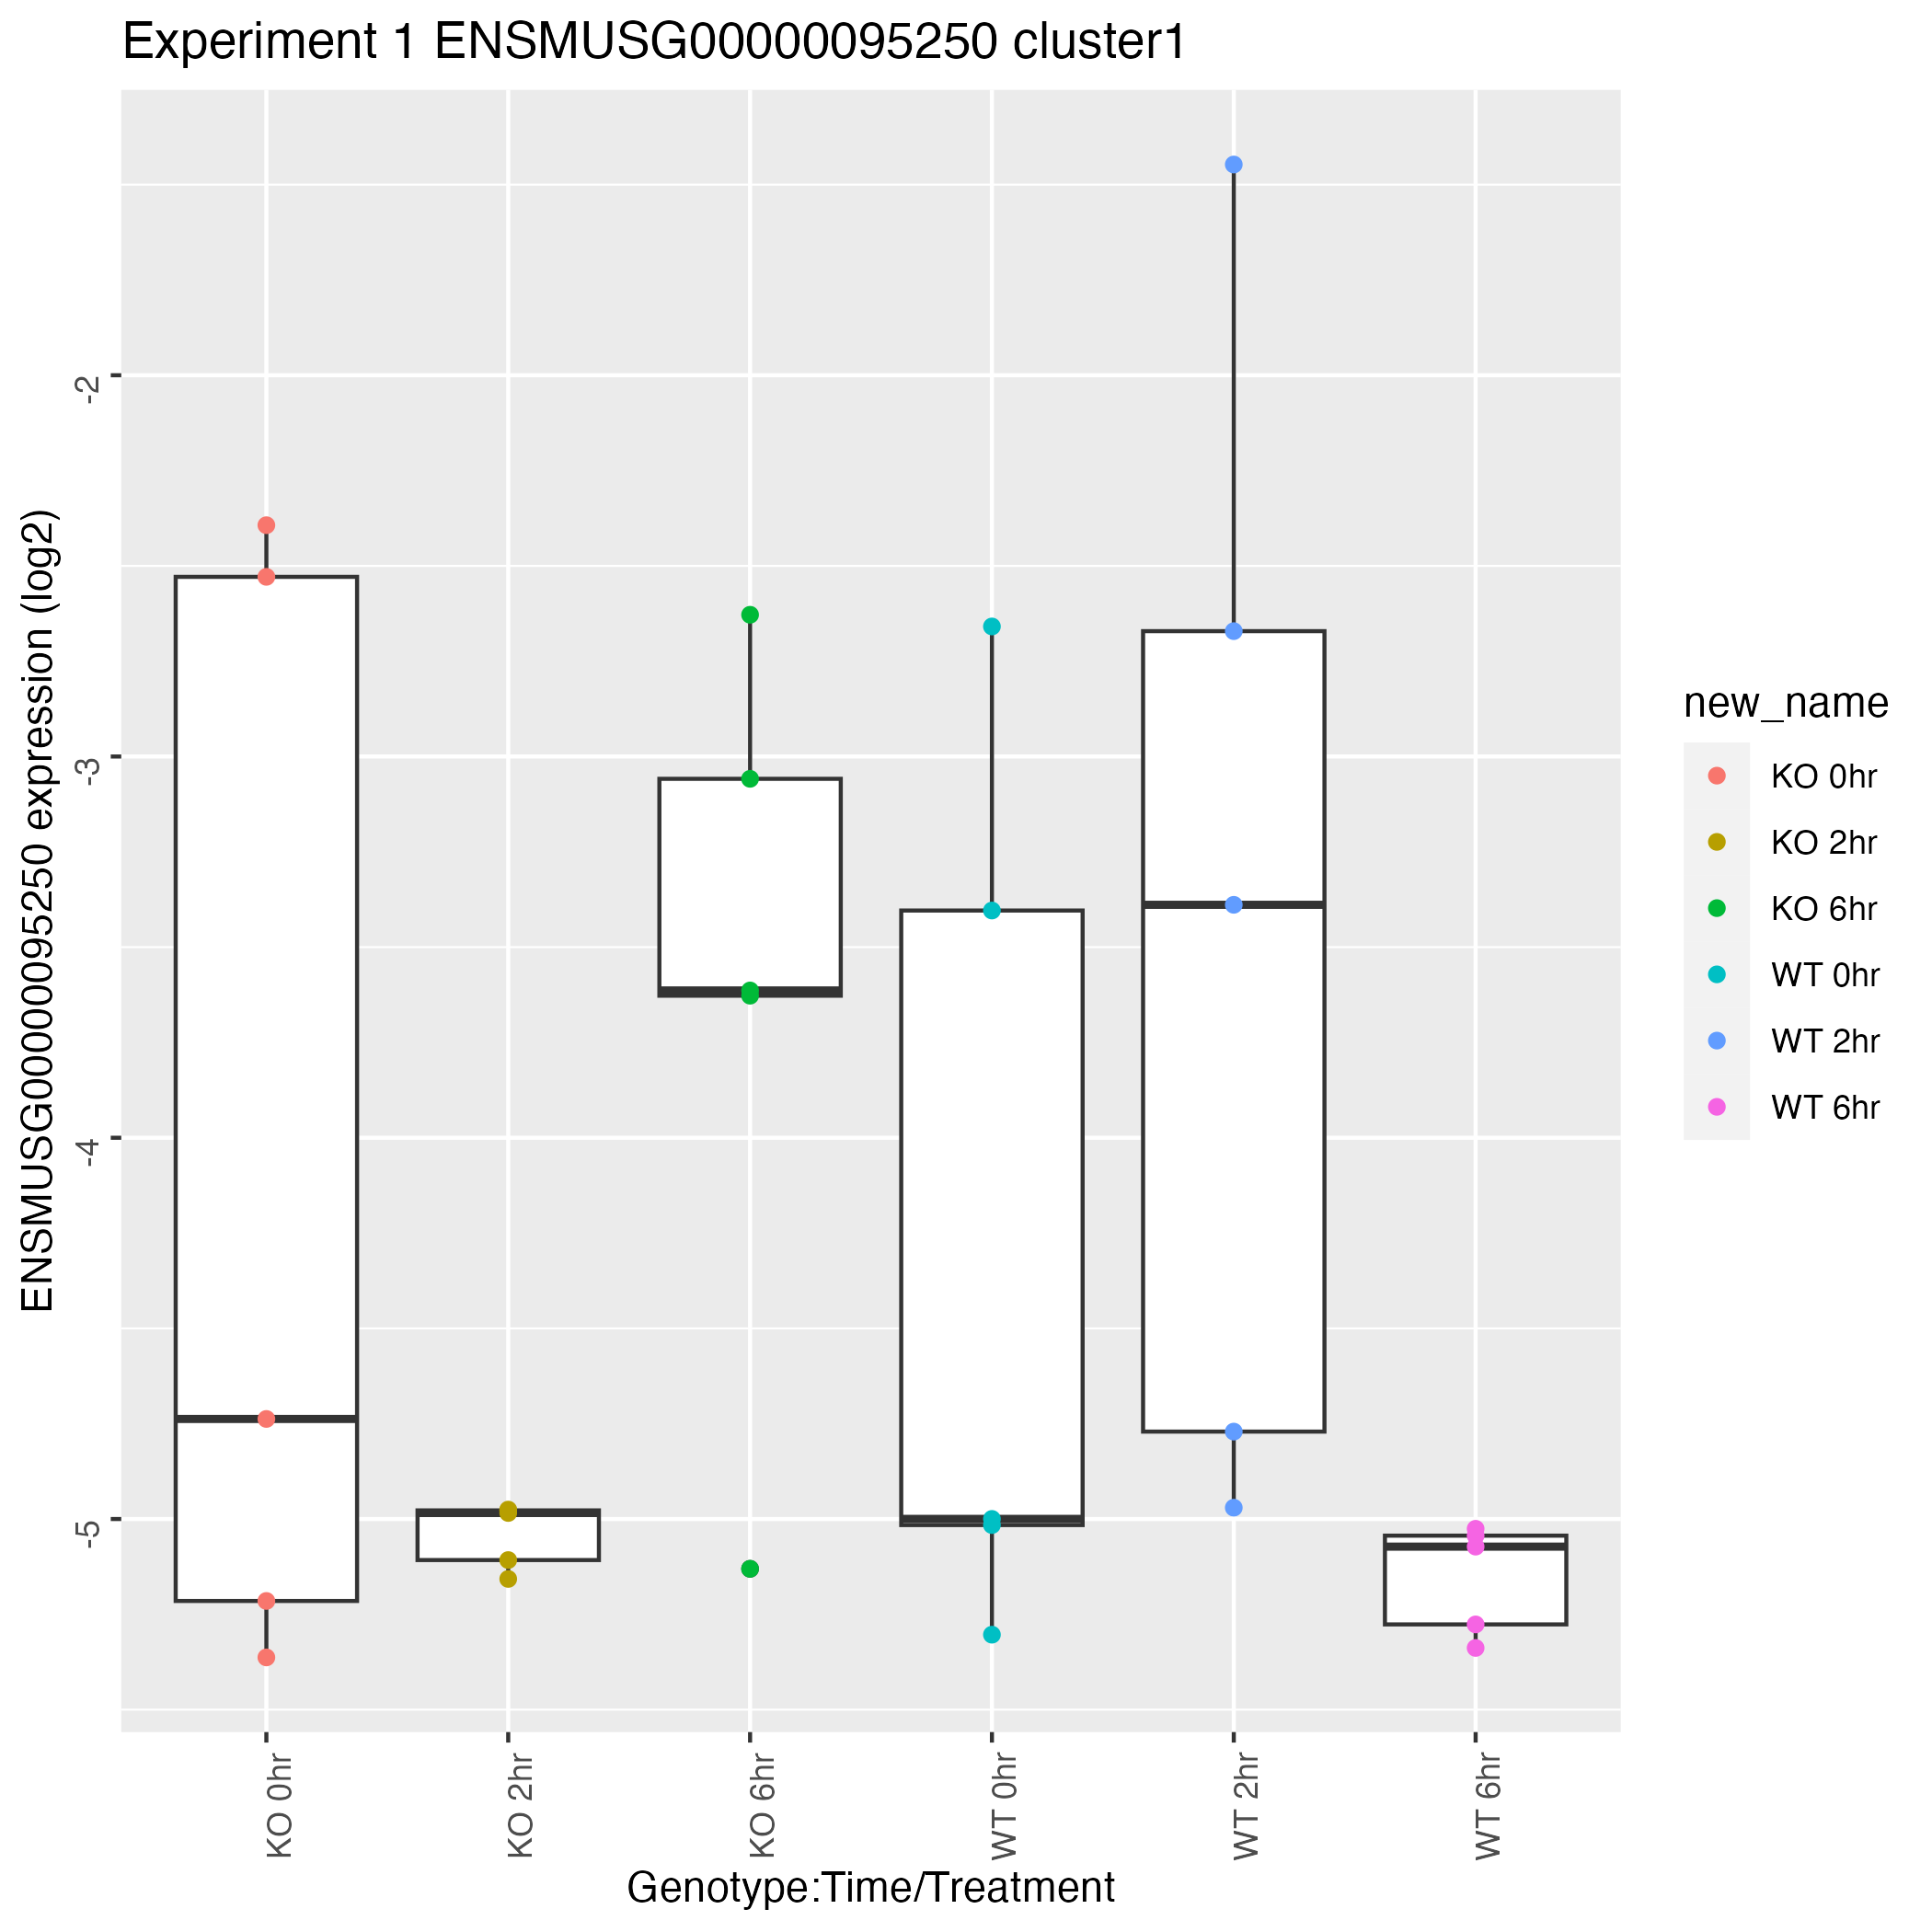 Experiment 1 ENSMUSG00000095250 cluster1
ENSMUSG00000095250 expression (log2)
-2
-3
-4
-5
KO 0hr
KO 2hr
KO 6hr
WT 0hr
WT 2hr
WT 6hr
Genotype:Time/Treatment
new_name
KO 0hr
KO 2hr
KO 6hr
WT 0hr
WT 2hr
WT 6hr